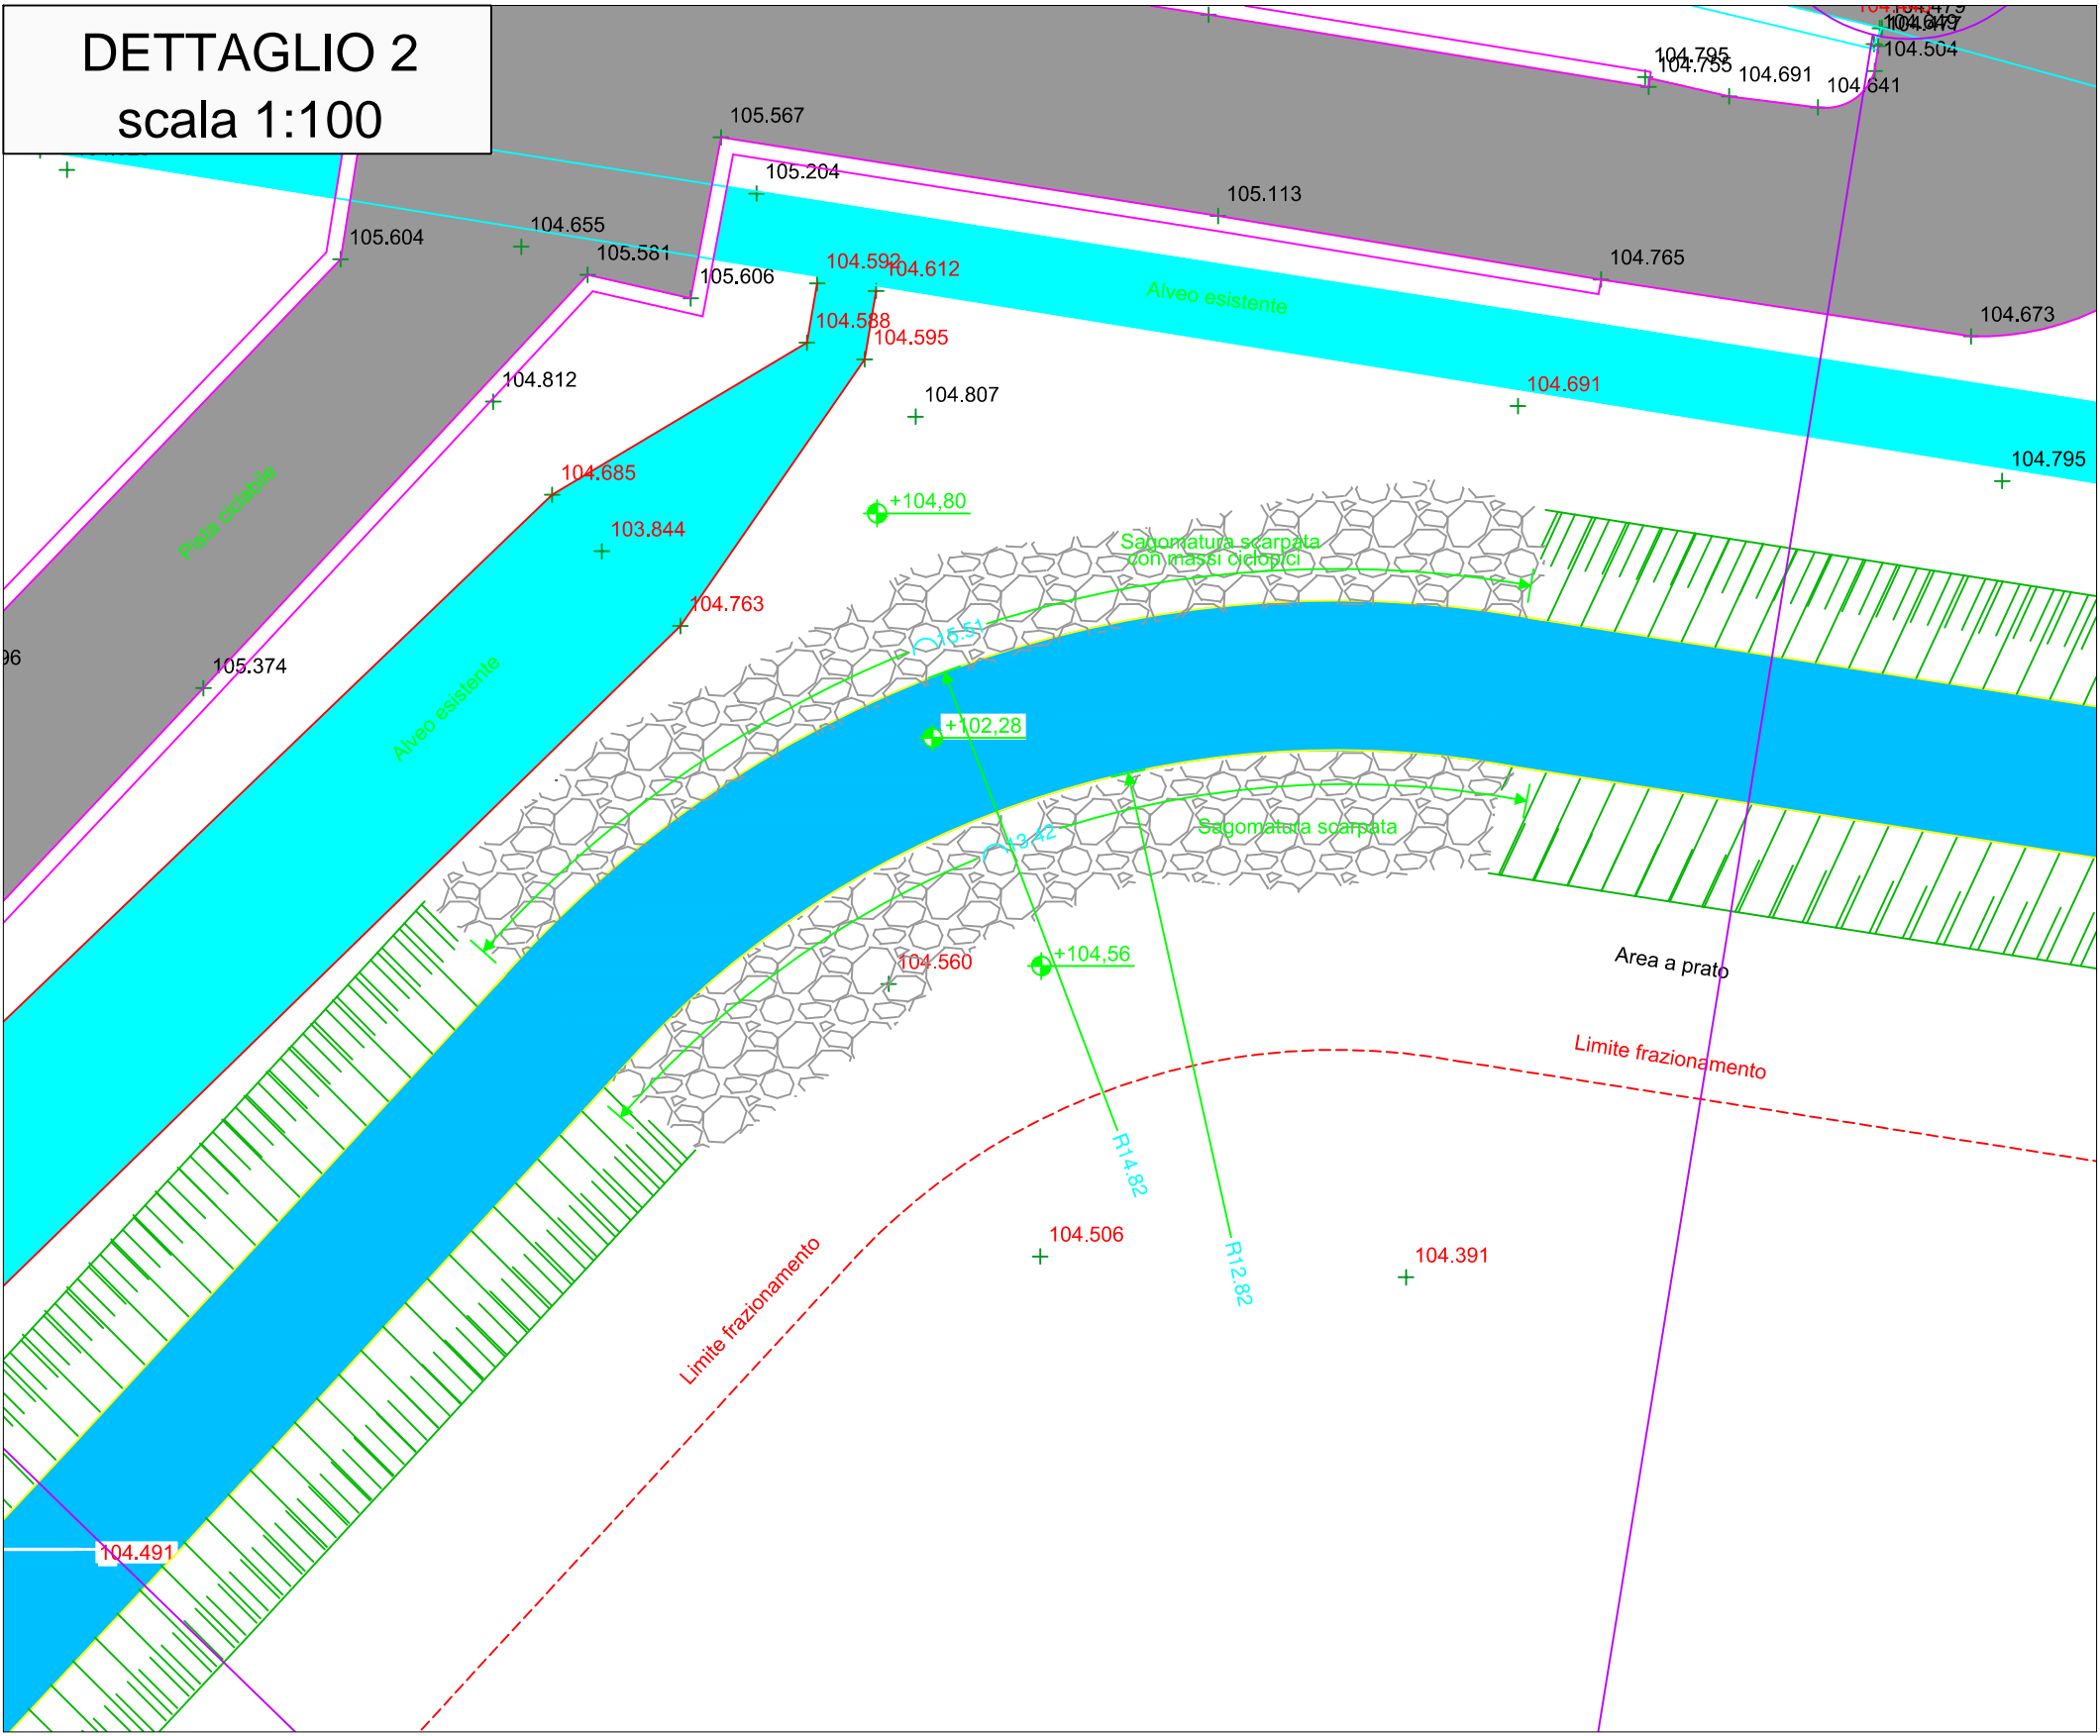 DETTAGLIO 2
scala 1:100
104.504
104.795
104.755
104.691
104.641
105.567
105.204
105.113
104.765
104.673
105.604
104.655
105.581
105.606
104.592
104.612
Alveo esistente
104.588
104.595
104.812
104.807
104.691
104.795
104.685
103.844
+104,80
Pista ciclabile
Sagomatura scarpata
con massi ciclopici
104.763
15.51
96
105.374
Alveo esistente
+102,28
13.42
Sagomatura scarpata
104.560
+104,56
Area a prato
Limite frazionamento
R14.82
R12.82
104.506
104.391
Limite frazionamento
104.491